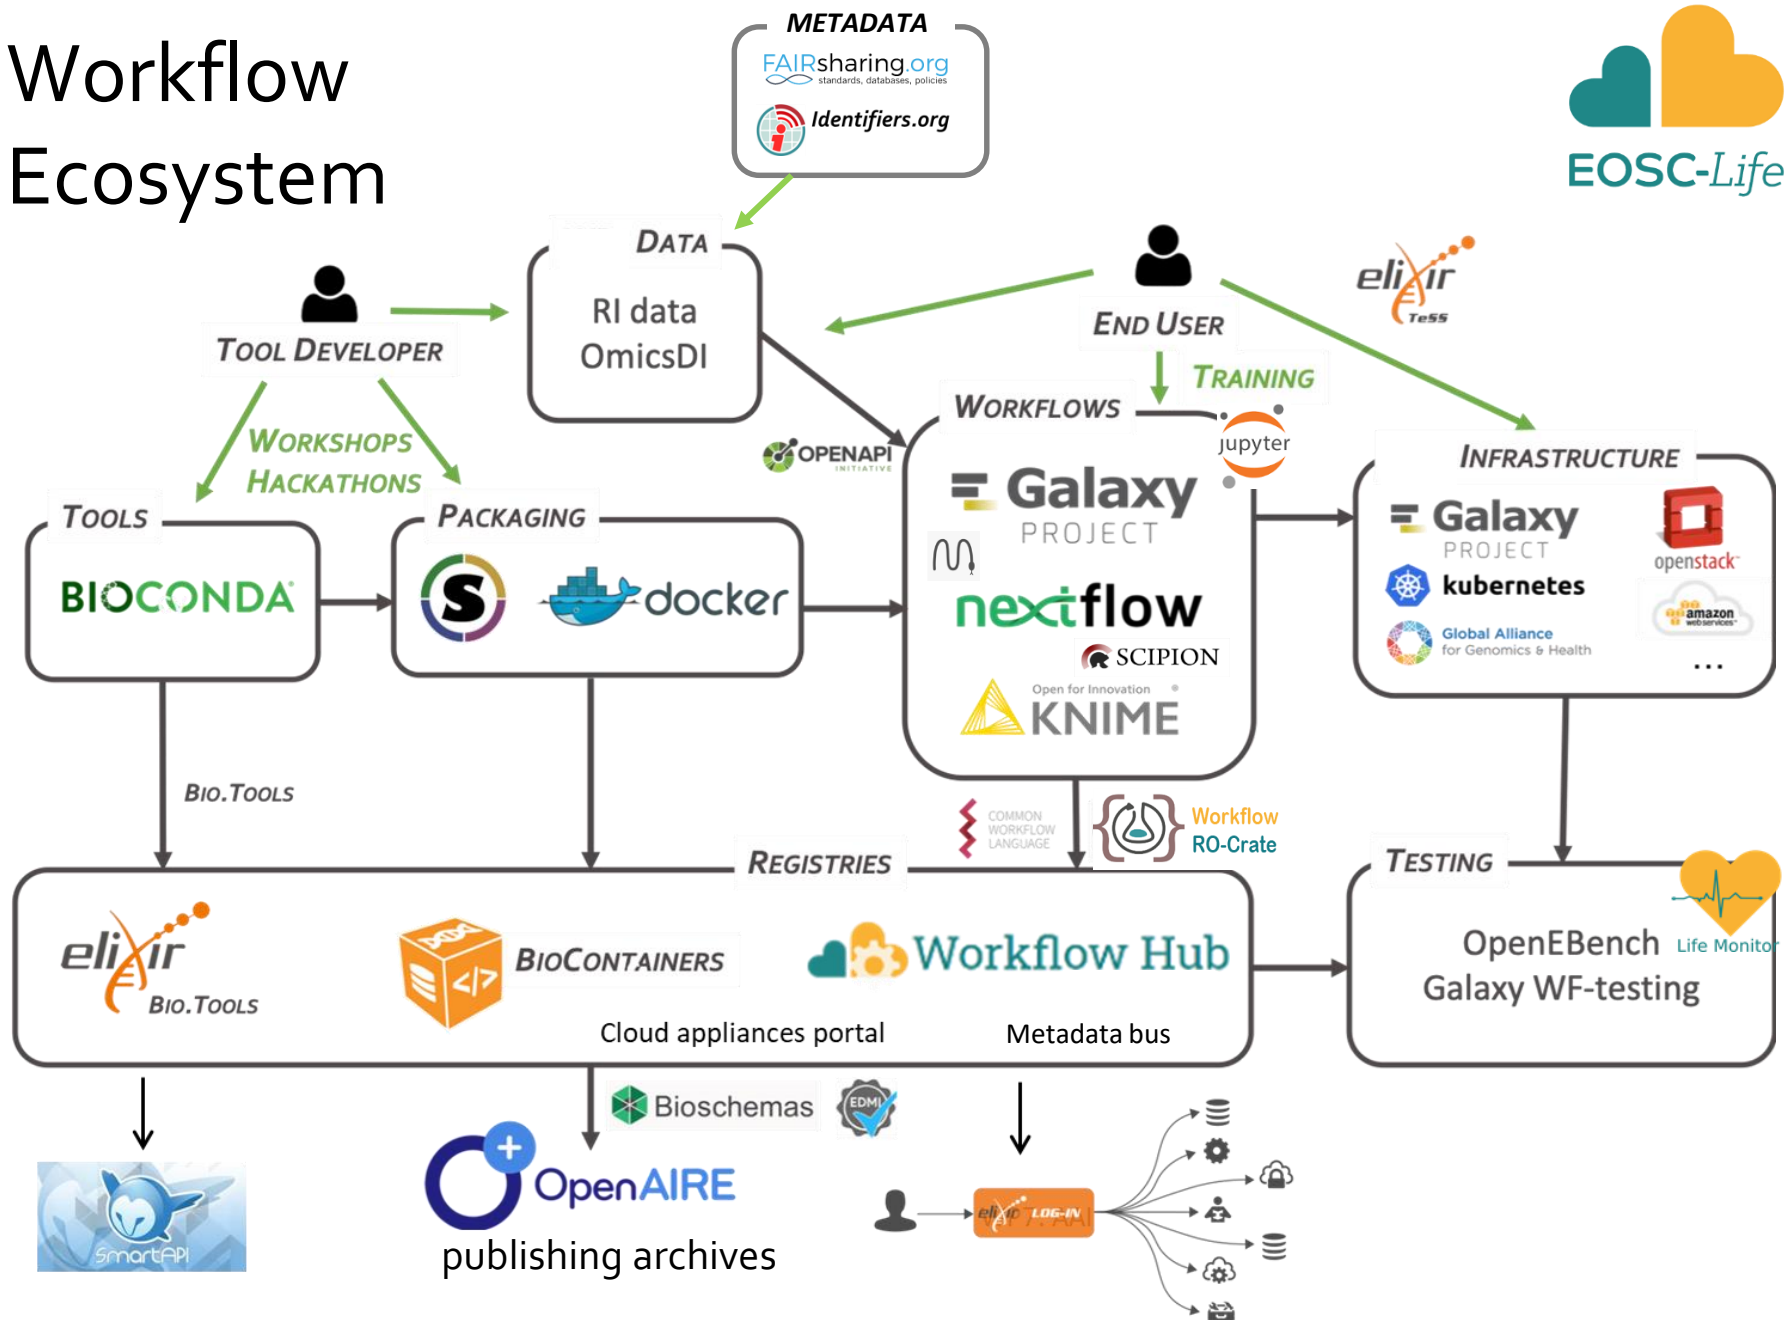 Workflow
Ecosystem
METADATA
FAIRsharing.org
standards, databases, policies
Identifiers.org
EOSC-Life
DATA
RI data
OmicsDI
TOOL DEVELOPER
END USER
elixir
TeSS
TRAINING
WORKSHOPS
HACKATHONS
OPENAPI
INITIATIVE
WORKFLOWS
jupyter
Galaxy
PROJECT
nextflow
SCIPION
Open for Innovation
KNIME
INFRASTRUCTURE
Galaxy
PROJECT
openstack
kubernetes
amazon
webservices
Global Alliance
for Genomics & Health
...
TOOLS
BIOCONDA
PACKAGING
S
docker
BIO.TOOLS
COMMON
WORKFLOW
LANGUAGE
Workflow
RO-Crate
REGISTRIES
elixir
BIO.TOOLS
BIOCONTAINERS
Workflow Hub
Cloud appliances portal
Metadata bus
TESTING
OpenEBench
Galaxy WF-testing
Life Monitor
Bioschemas
EDMI
SmartAPI
OpenAIRE
publishing archives
elixir LOG-IN